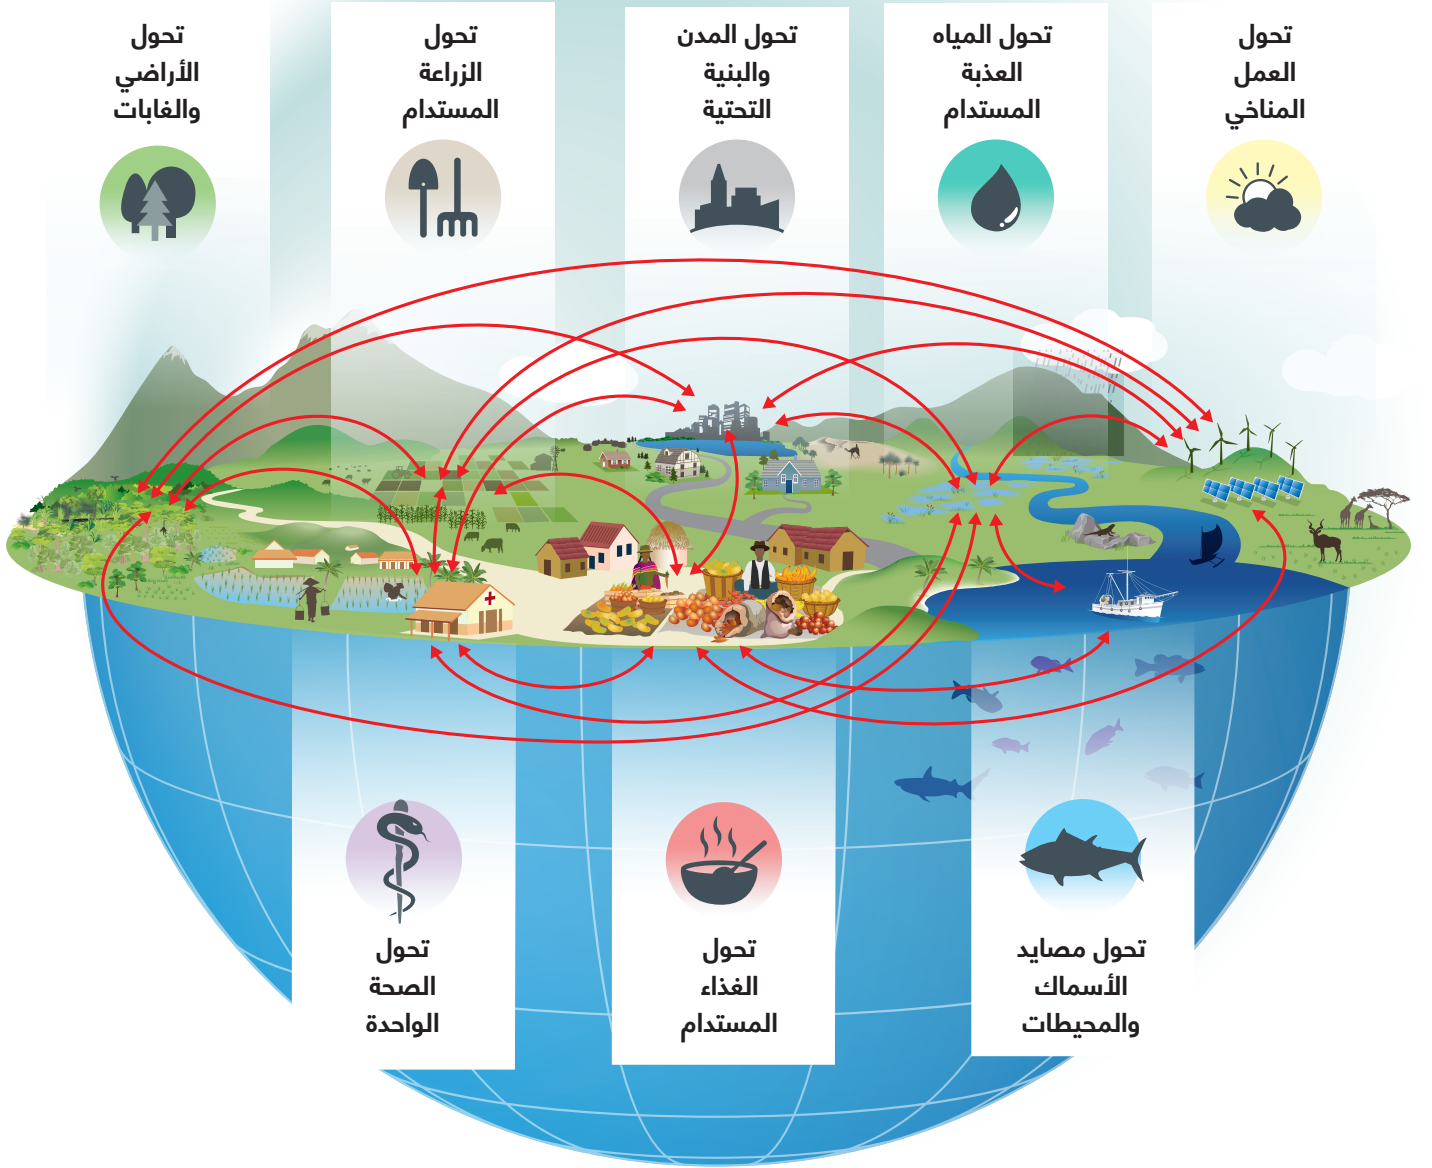 تحول
العمل
المناخي
تحول المياه
العذبة
المستدام
تحول المدن
والبنية
التحتية
تحول
الزراعة
المستدام
تحول
الأراضي
والغابات
تحول مصايد
الأسماك
والمحيطات
تحول
الغذاء
المستدام
تحول
الصحة
الواحدة